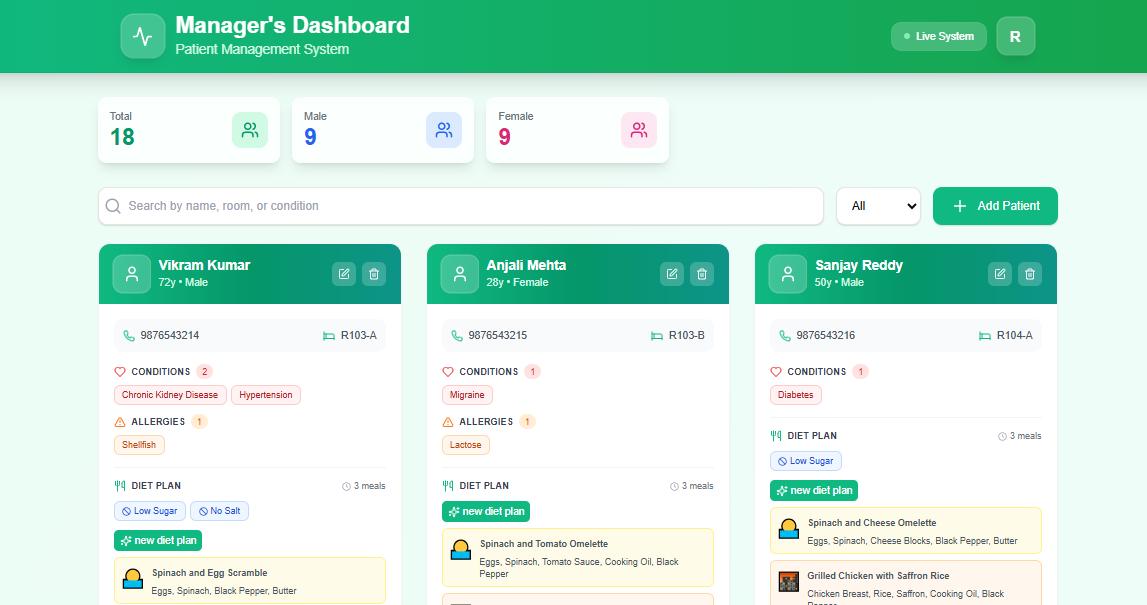 Manager's Dashboard
Patient Management System
Live System
R
Total
18
Male
9
Female
9
Search by name, room, or condition
All
Add Patient
Vikram Kumar
72y • Male
9876543214
R103-A
CONDITIONS 2
Chronic Kidney Disease
Hypertension
ALLERGIES 1
Shellfish
DIET PLAN
3 meals
Low Sugar
No Salt
new diet plan
Spinach and Egg Scramble
Eggs, Spinach, Black Pepper, Butter
Anjali Mehta
28y • Female
9876543215
R103-B
CONDITIONS 1
Migraine
ALLERGIES 1
Lactose
DIET PLAN
3 meals
new diet plan
Spinach and Tomato Omelette
Eggs, Spinach, Tomato Sauce, Cooking Oil, Black
Pepper
Sanjay Reddy
50y • Male
9876543216
R104-A
CONDITIONS 1
Diabetes
DIET PLAN
3 meals
Low Sugar
new diet plan
Spinach and Cheese Omelette
Eggs, Spinach, Cheese Blocks, Black Pepper, Butter
Grilled Chicken with Saffron Rice
Chicken Breast, Rice, Saffron, Cooking Oil, Black